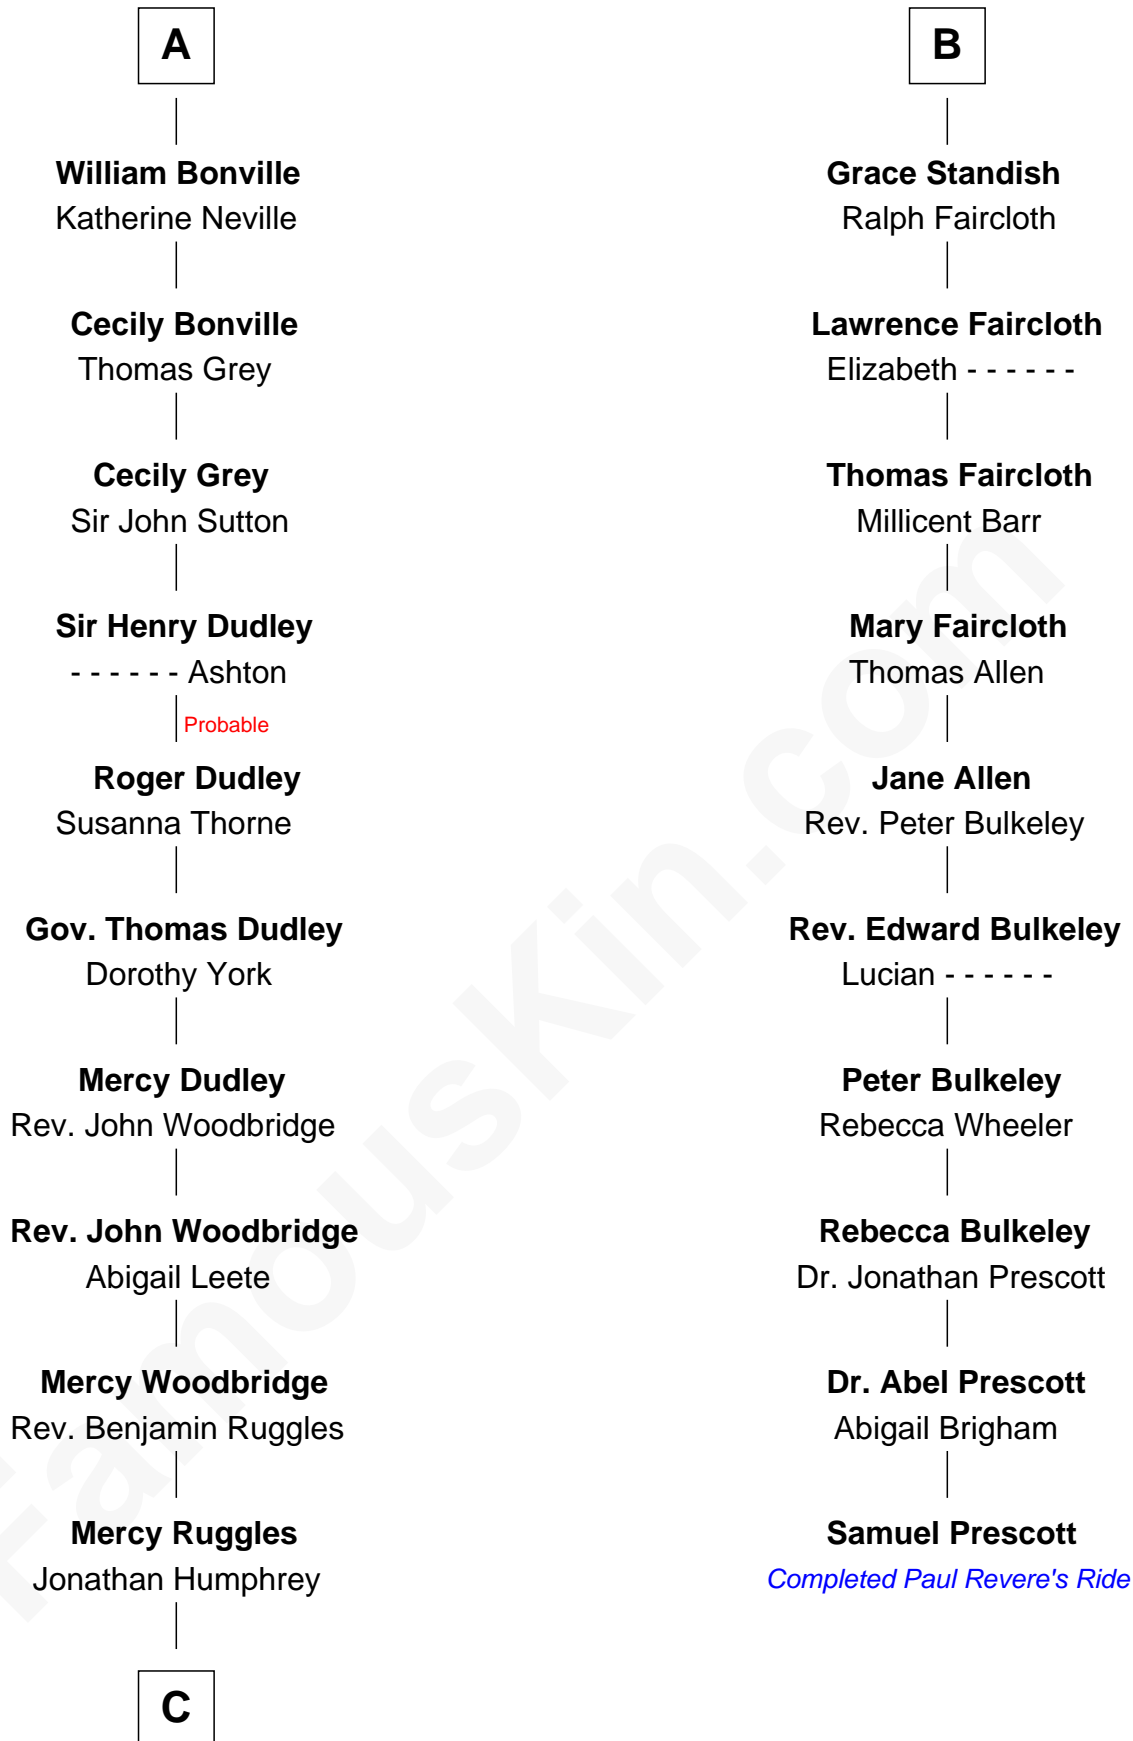 A
William Bonville
Katherine Neville
Cecily Bonville
Thomas Grey
Cecily Grey
Sir John Sutton
Sir Henry Dudley
- - - - - - Ashton
Probable
Roger Dudley
Susanna Thorne
Gov. Thomas Dudley
Dorothy York
Mercy Dudley
Rev. John Woodbridge
Rev. John Woodbridge
Abigail Leete
Mercy Woodbridge
Rev. Benjamin Ruggles
Mercy Ruggles
Jonathan Humphrey
C
B
Grace Standish
Ralph Faircloth
Lawrence Faircloth
Elizabeth - - - - - -
Thomas Faircloth
Millicent Barr
Mary Faircloth
Thomas Allen
Jane Allen
Rev. Peter Bulkeley
Rev. Edward Bulkeley
Lucian - - - - - -
Peter Bulkeley
Rebecca Wheeler
Rebecca Bulkeley
Dr. Jonathan Prescott
Dr. Abel Prescott
Abigail Brigham
Samuel Prescott
Completed Paul Revere's Ride
FamousKin.com